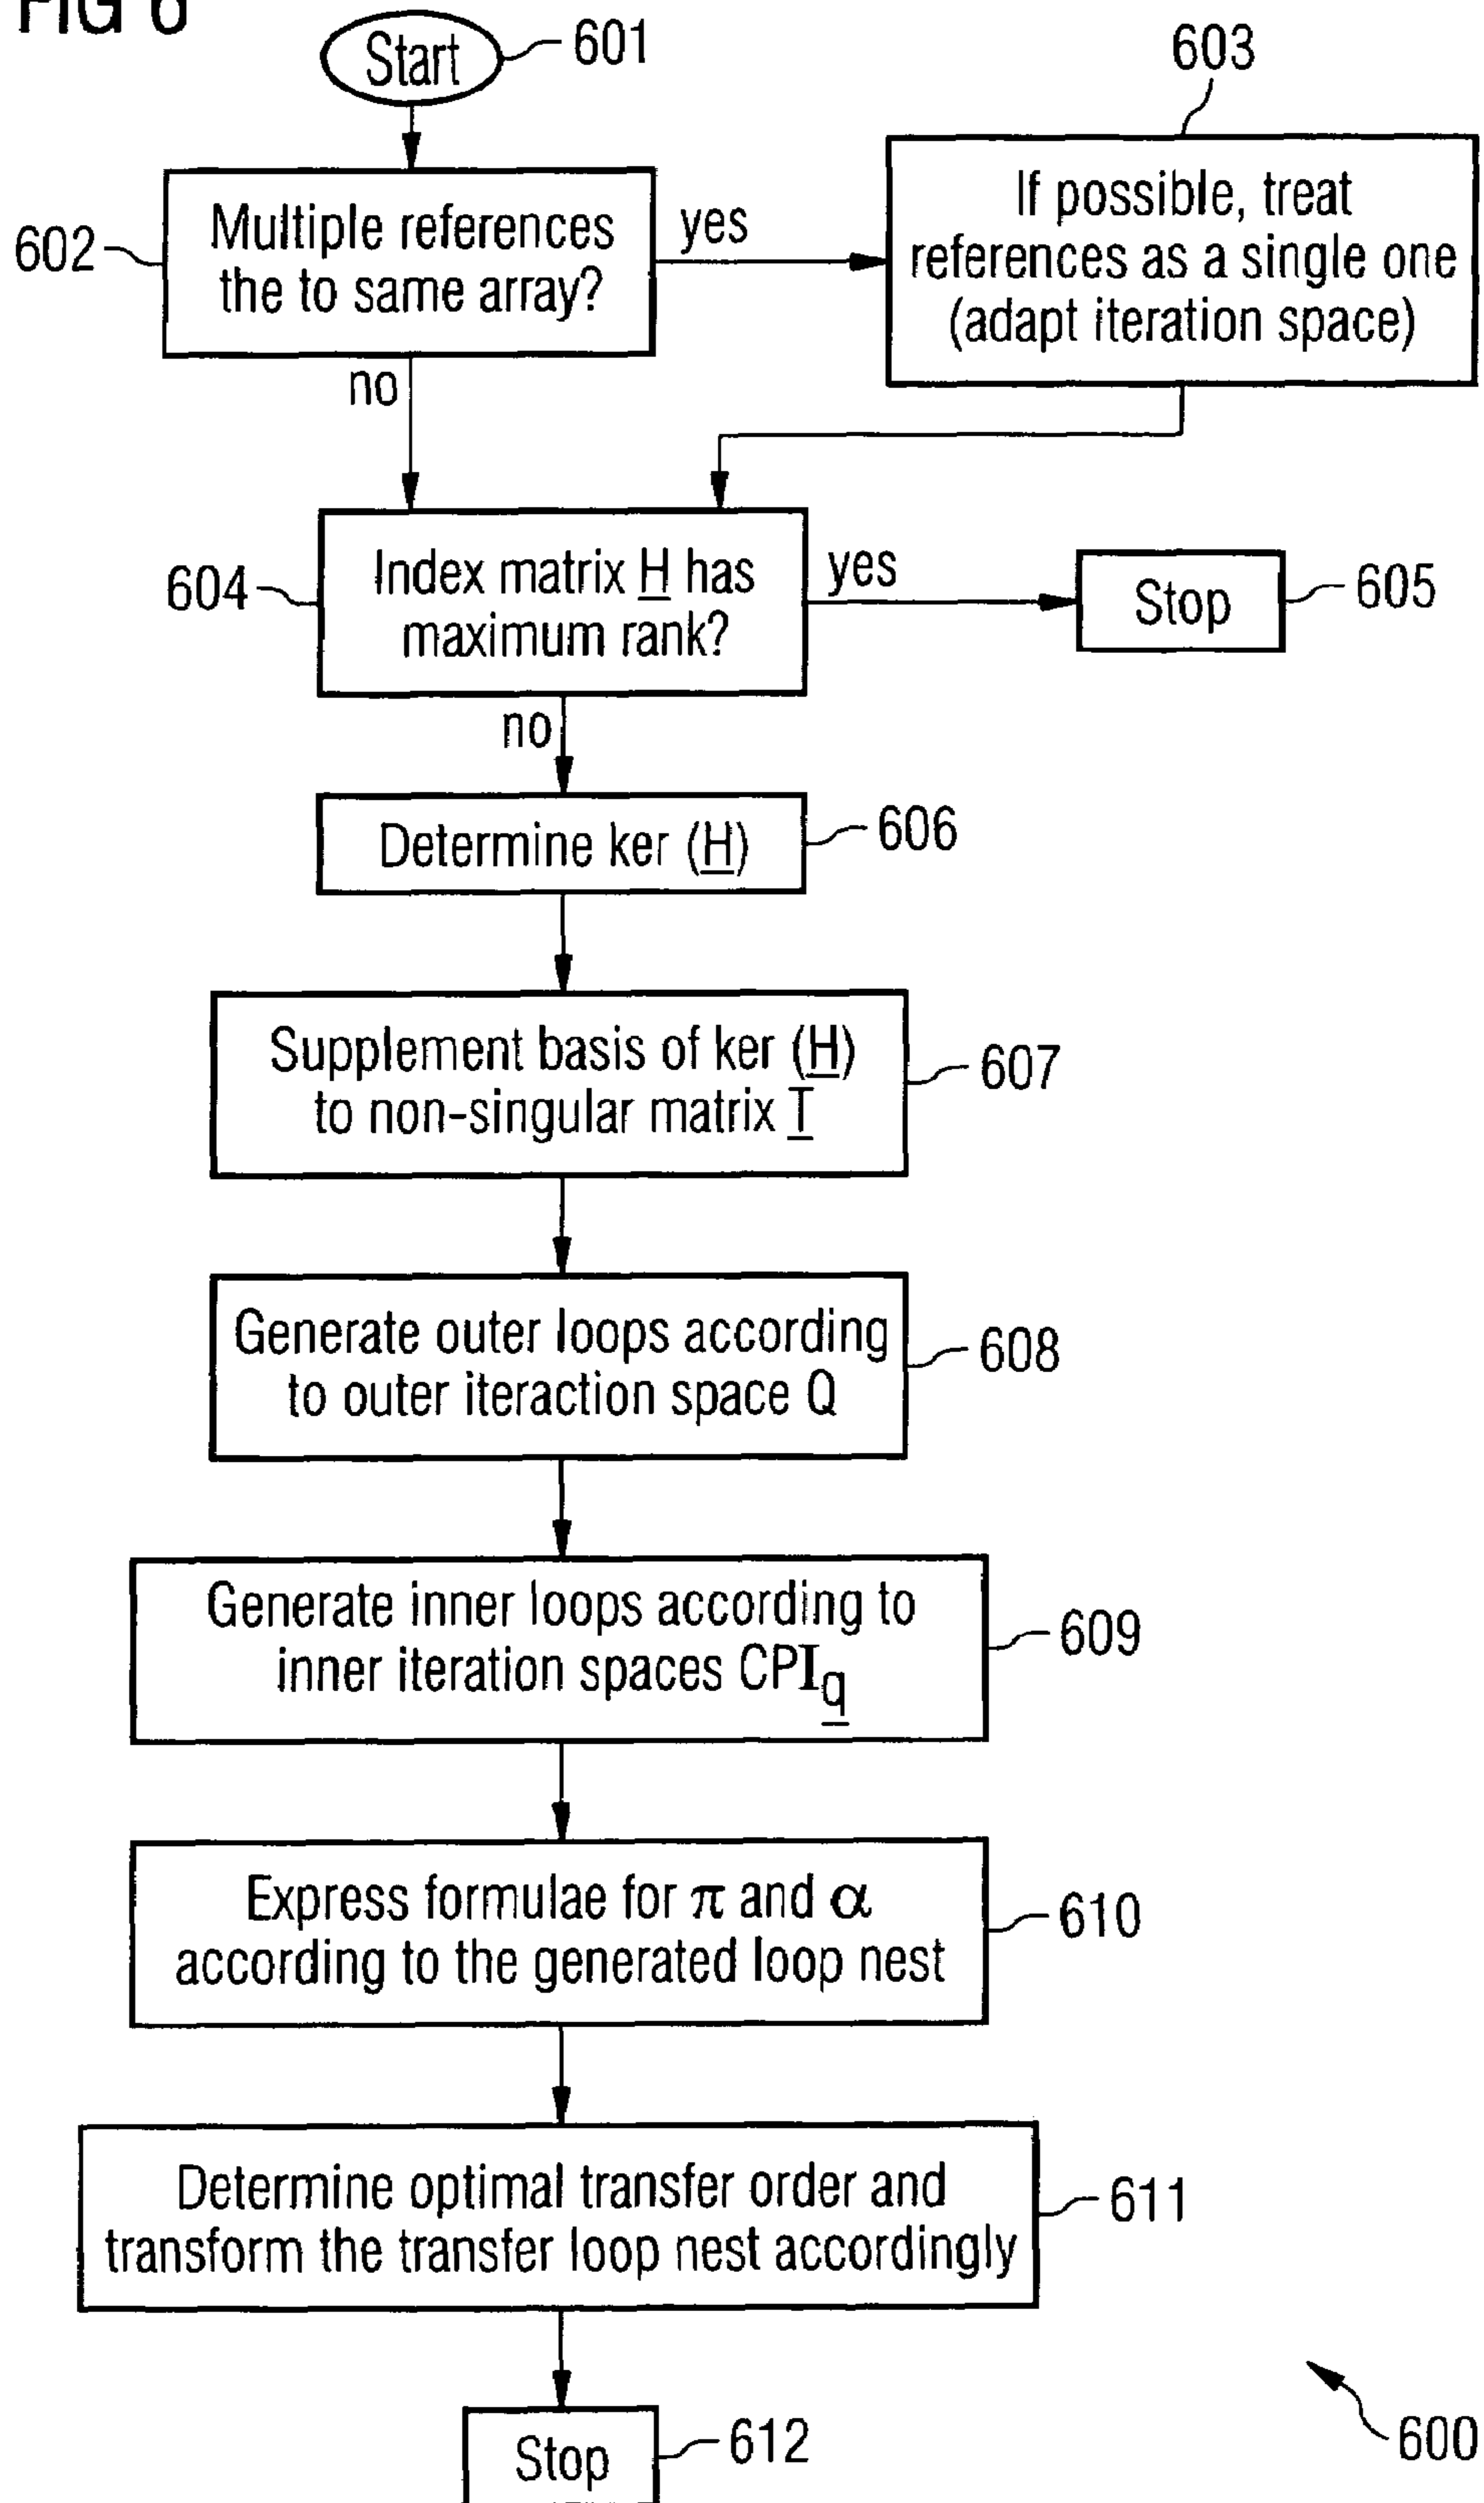 FIG 6
Start
601
603
602
Multiple references
the to same array?
yes
If possible, treat
references as a single one
(adapt iteration space)
no
604
Index matrix H has
maximum rank?
yes
Stop
605
no
Determine ker (H)
606
Supplement basis of ker (H)
to non-singular matrix T
607
Generate outer loops according
to outer iteraction space Q
608
Generate inner loops according to
inner iteration spaces CPIq
609
Express formulae for π and α
according to the generated loop nest
610
Determine optimal transfer order and
transform the transfer loop nest accordingly
611
Stop
612
600